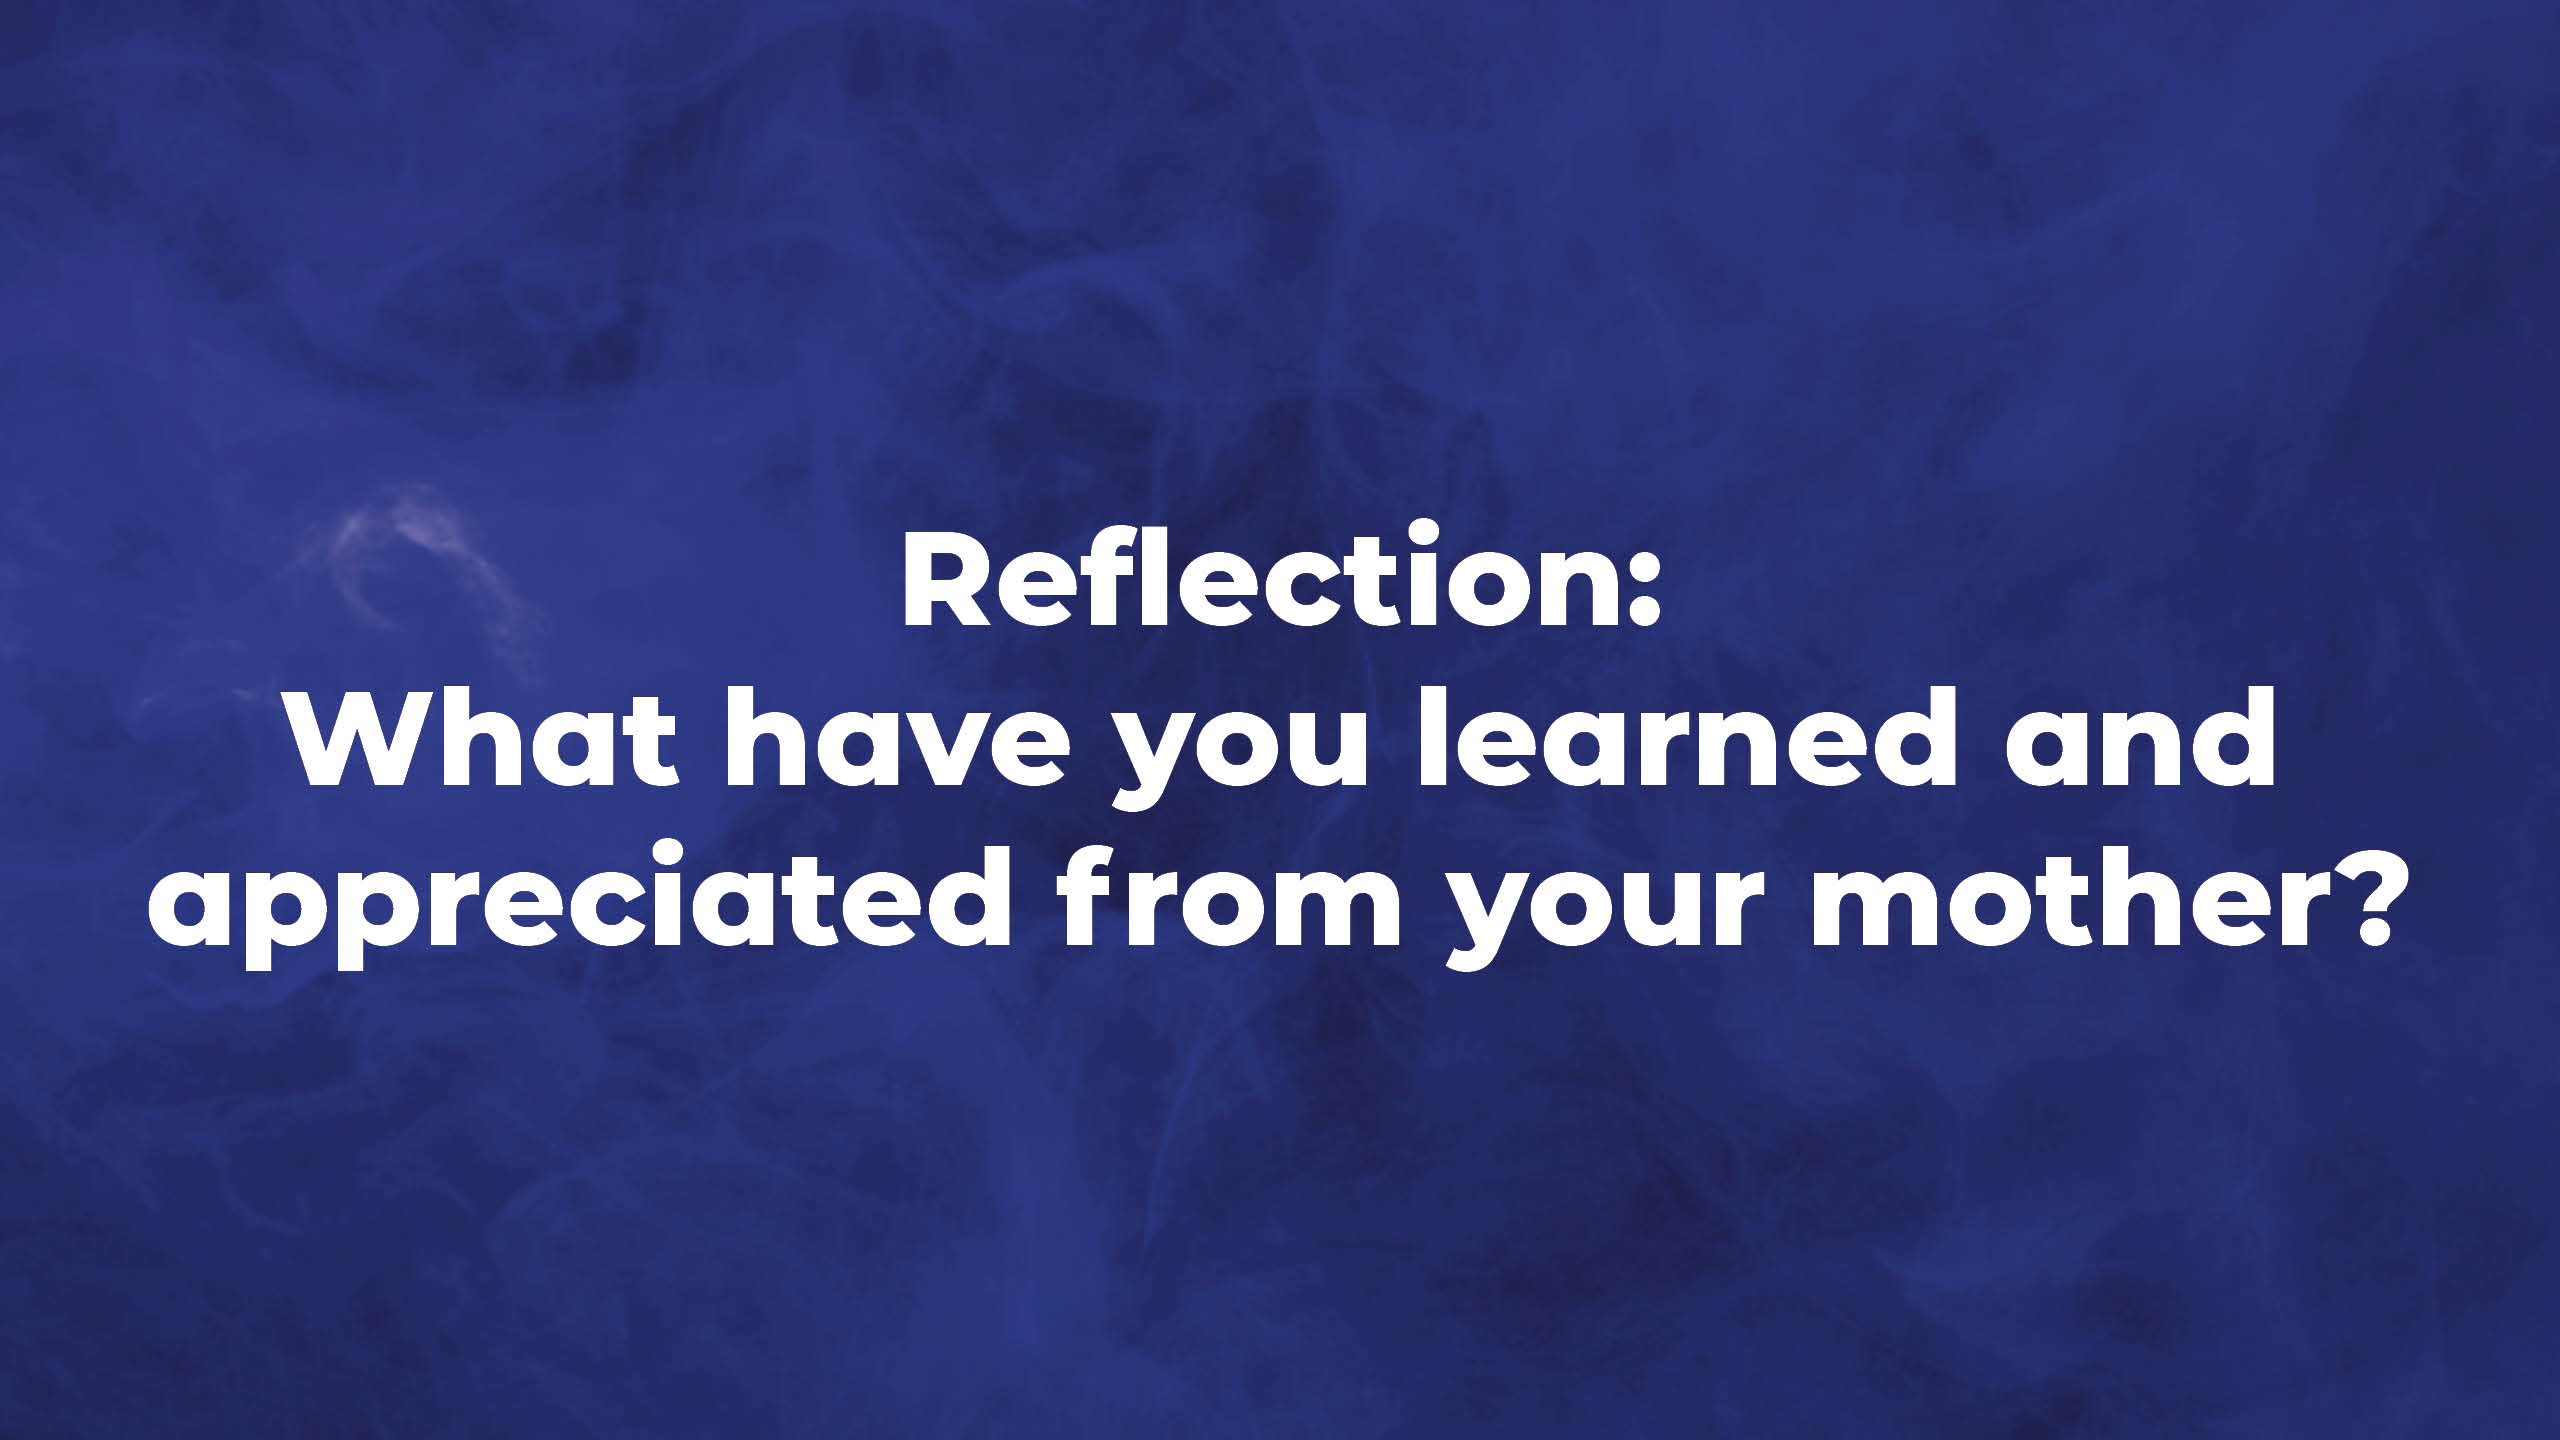 Reflection:
What have you learned and
appreciated from your mother?